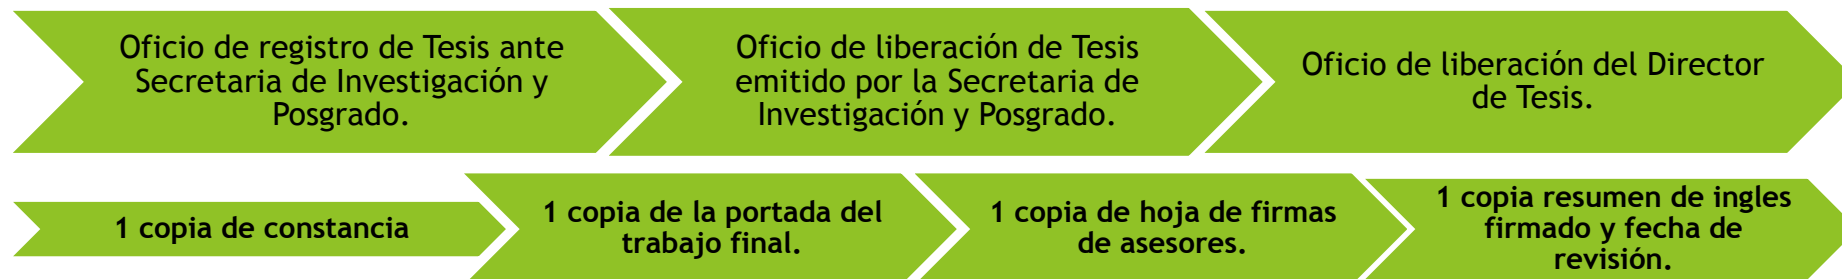 Oficio de registro de Tesis ante
Secretaria de Investigación y
Posgrado.
Oficio de liberación de Tesis
emitido por la Secretaria de
Investigación y Posgrado.
Oficio de liberación del Director
de Tesis.
1 copia de constancia
1 copia de la portada del
trabajo final.
1 copia de hoja de firmas
de asesores.
1 copia resumen de ingles
firmado y fecha de
revisión.